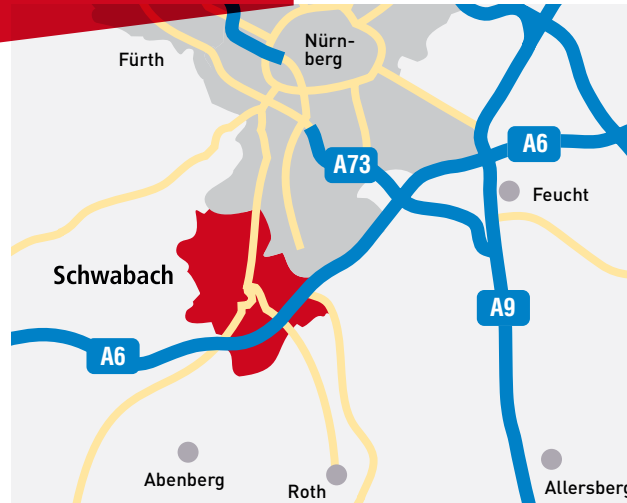 Fürth
Nürn-
berg
A73
A6
Feucht
Schwabach
A9
A6
Abenberg
Roth
Allersberg